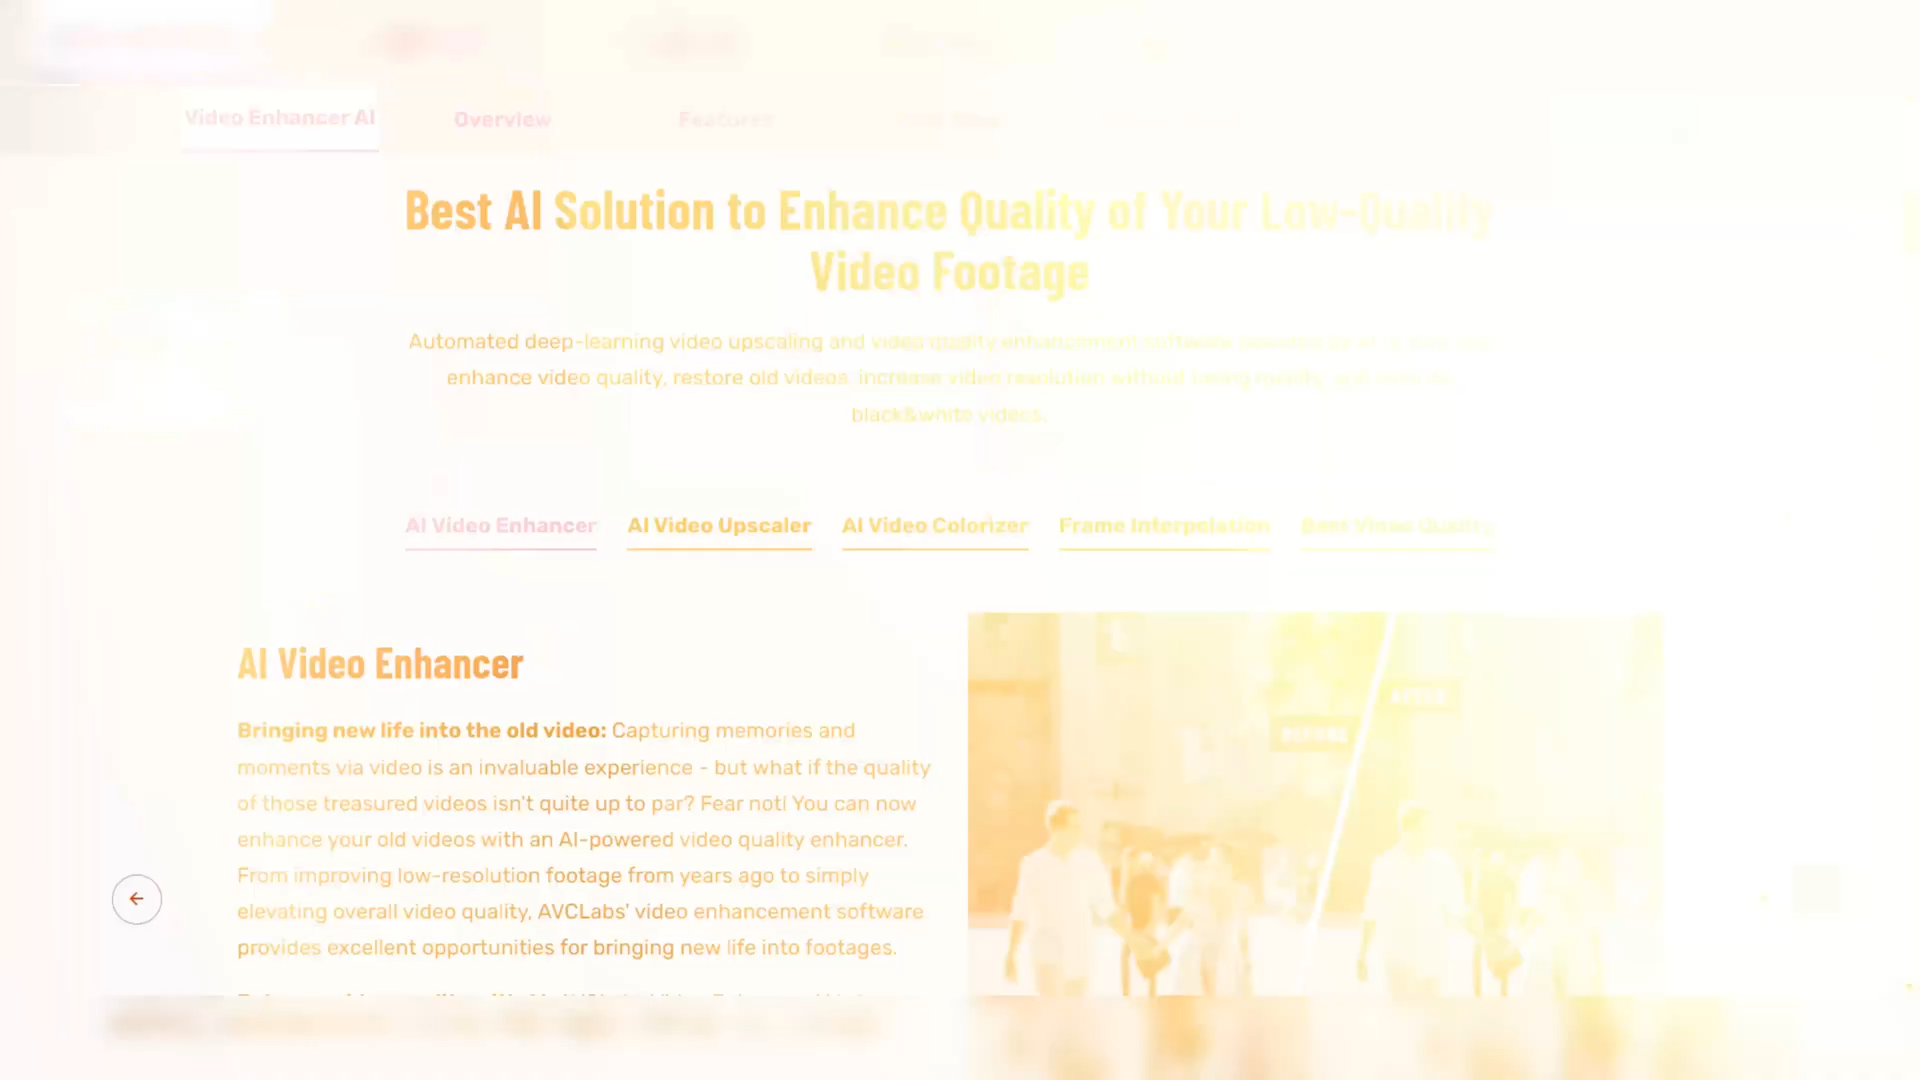 Video Enhancer AI
Overview
Features
Best AI Solution to Enhance Quality of Your Low-Quality
Video Footage
Automated deep-learning video upscaling and video quality enhancement software
enhance video quality, restore old videos, increase video resolution without losing quality,
black&white videos.
AI Video Enhancer
AI Video Upscaler
AI Video Colorizer
Frame Interpolation
Quality
AI Video Enhancer
Bringing new life into the old video: Capturing memories and
moments via video is an invaluable experience - but what if the quality
of those treasured videos isn't quite up to par? Fear not! You can now
enhance your old videos with an AI-powered video quality enhancer.
From improving low-resolution footage from years ago to simply
elevating overall video quality, AVCLabs' video enhancement software
provides excellent opportunities for bringing new life into footages.
AFTER
BEFORE